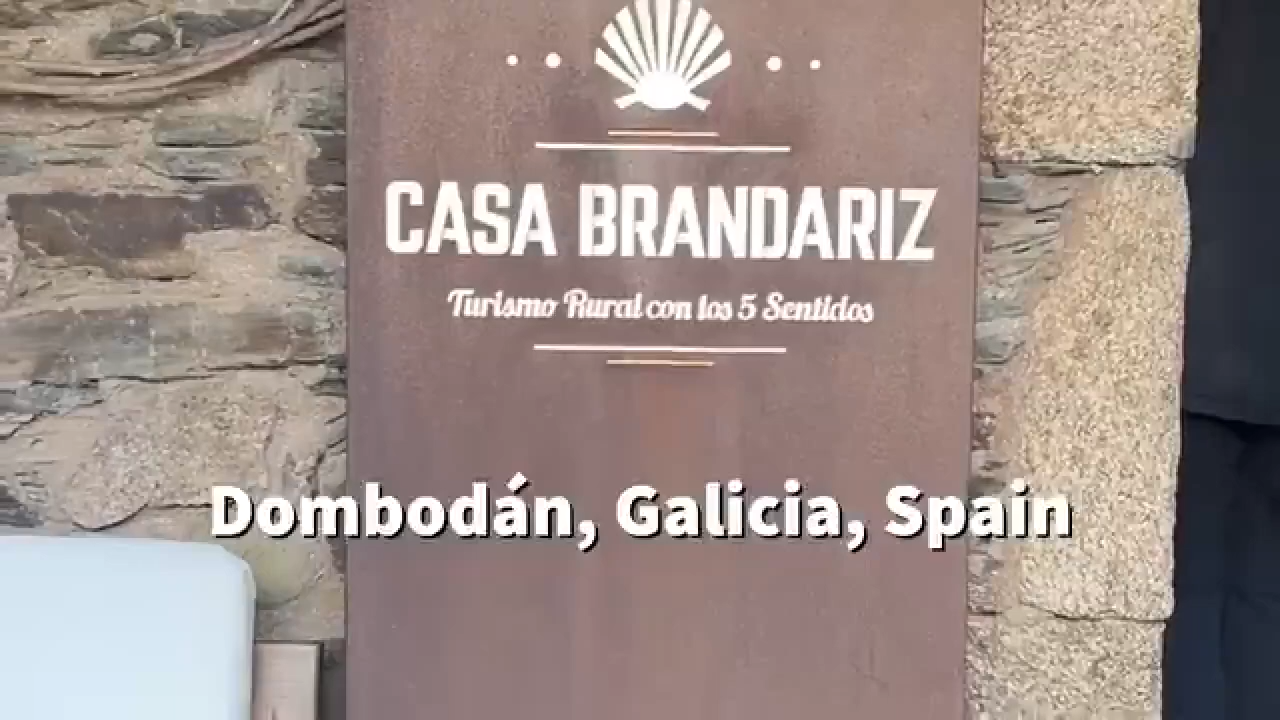 CASA BRANDARIZ
Turismo Rural con los 5 Sentidos
Dombodán, Galicia, Spain